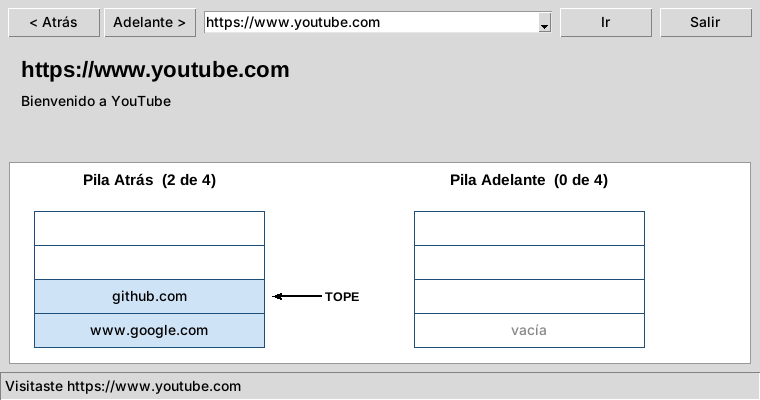 < Atrás
Adelante >
https://www.youtube.com
Ir
Salir
https://www.youtube.com
Bienvenido a YouTube
Pila Atrás (2 de 4)
Pila Adelante (0 de 4)
github.com
TOPE
www.google.com
vacía
Visitaste https://www.youtube.com